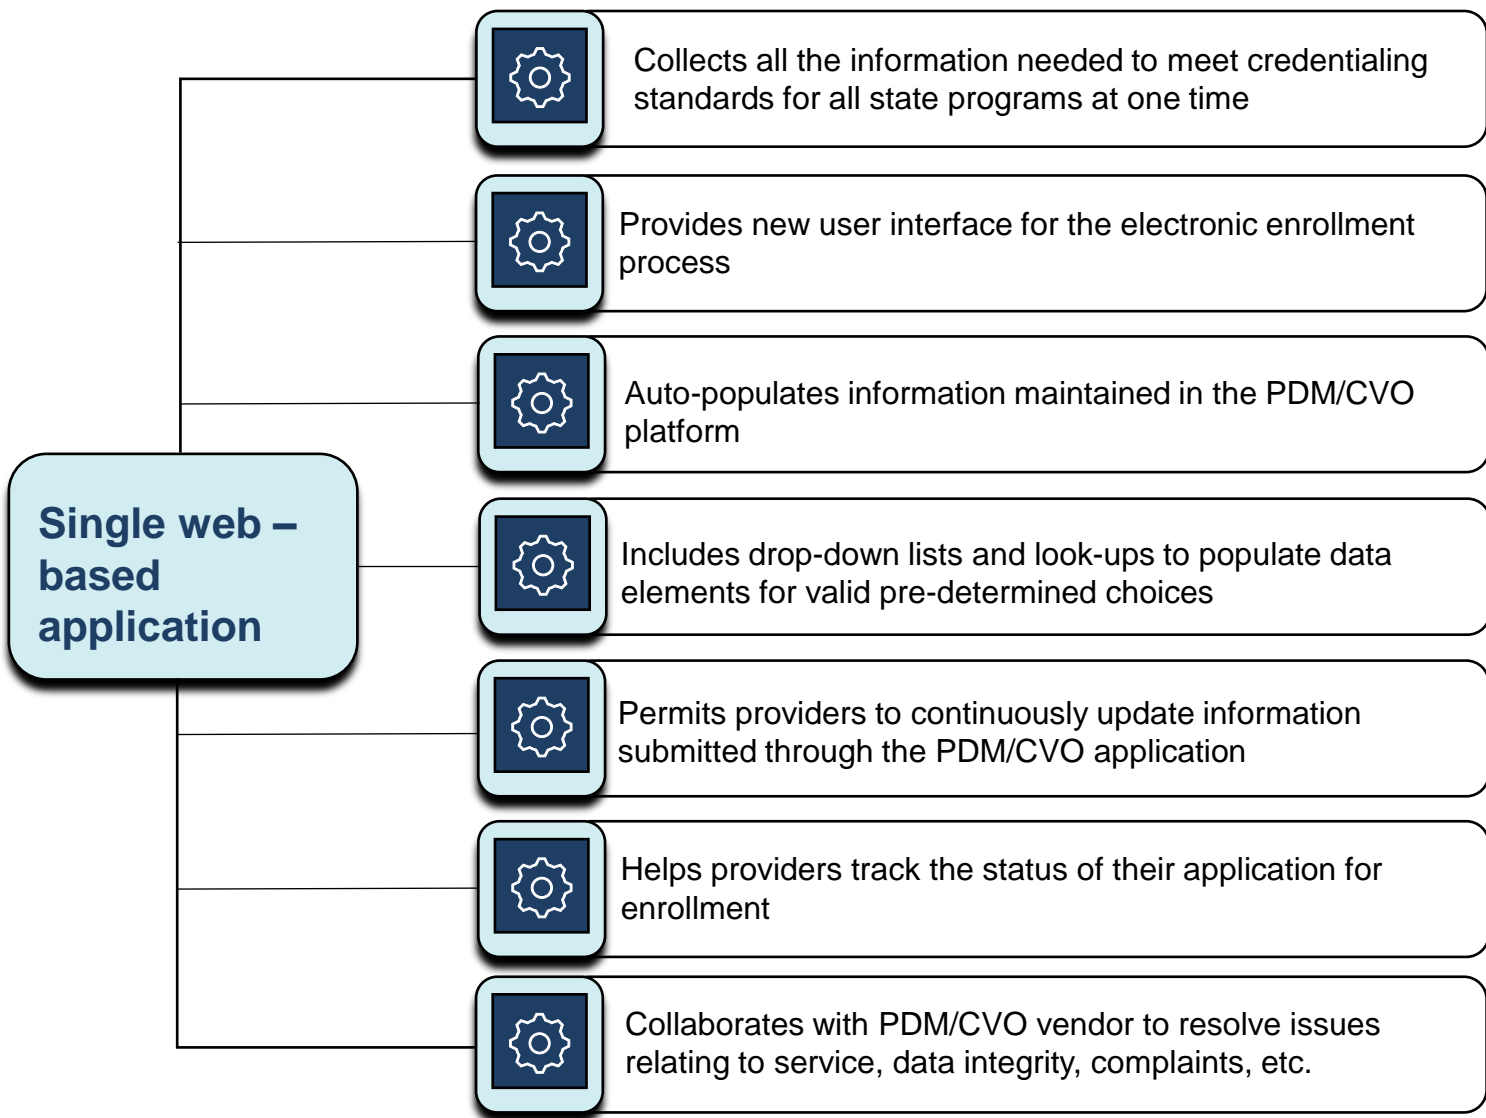 Collects all the information needed to meet credentialing
standards for all state programs at one time
Provides new user interface for the electronic enrollment
process
Auto-populates information maintained in the PDM/CVO
platform
Single web –
based
application
Includes drop-down lists and look-ups to populate data
elements for valid pre-determined choices
Permits providers to continuously update information
submitted through the PDM/CVO application
Helps providers track the status of their application for
enrollment
Collaborates with PDM/CVO vendor to resolve issues
relating to service, data integrity, complaints, etc.